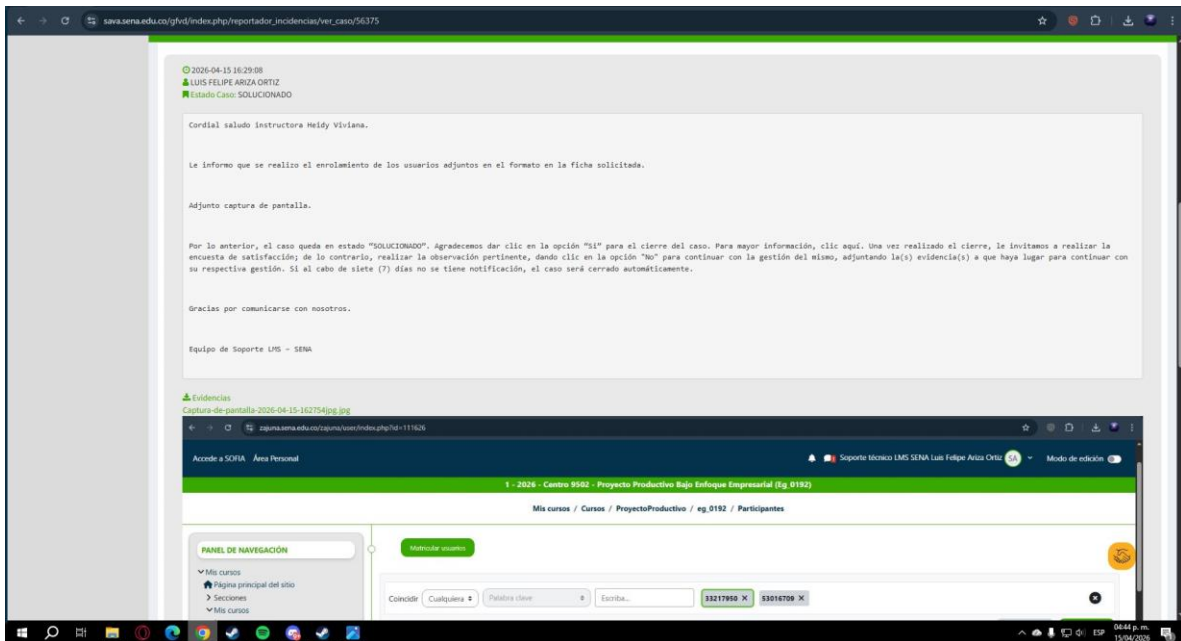 sava.sena.edu.co/gfvd/index.php/reportador_incidencias/ver_caso/56375
2026-04-15 16:29:08
LUIS FELIPE ARIZA ORTIZ
Estado Caso: SOLUCIONADO
Cordial saludo instructora Heidy Viviana.
Le informo que se realizo el enrolamiento de los usuarios adjuntos en el formato en la ficha solicitada.
Adjunto captura de pantalla.
Por lo anterior, el caso queda en estado "SOLUCIONADO". Agradecemos dar clic en la opción "Sí" para el cierre del caso. Para mayor información, clic aquí. Una vez realizado el cierre, le invitamos a realizar la
encuesta de satisfacción; de lo contrario, realizar la observación pertinente, dando clic en la opción "No" para continuar con la gestión del mismo, adjuntando la(s) evidencia(s) a que haya lugar para continuar con
su respectiva gestión. Si al cabo de siete (7) días no se tiene notificación, el caso será cerrado automáticamente.
Gracias por comunicarse con nosotros.
Equipo de Soporte LMS - SENA
Evidencias
Captura-de-pantalla-2026-04-15-162754jpg.jpg
zajuna.sena.edu.co/zajuna/user/index.php?id=111626
Accede a SOFIA Área Personal
Soporte técnico LMS SENA Luis Felipe Ariza Ortiz SA Modo de edición
1 - 2026 - Centro 9502 - Proyecto Productivo Bajo Enfoque Empresarial (Eg_0192)
Mis cursos / Cursos / ProyectoProductivo / eg_0192 / Participantes
PANEL DE NAVEGACIÓN
Matricular usuarios
Mis cursos
Página principal del sitio
Secciones
Mis cursos
Coincidir Cualquiera Palabra clave Escriba... 33217950 X 53016709 X
ESP
04:44 p. m.
15/04/2026